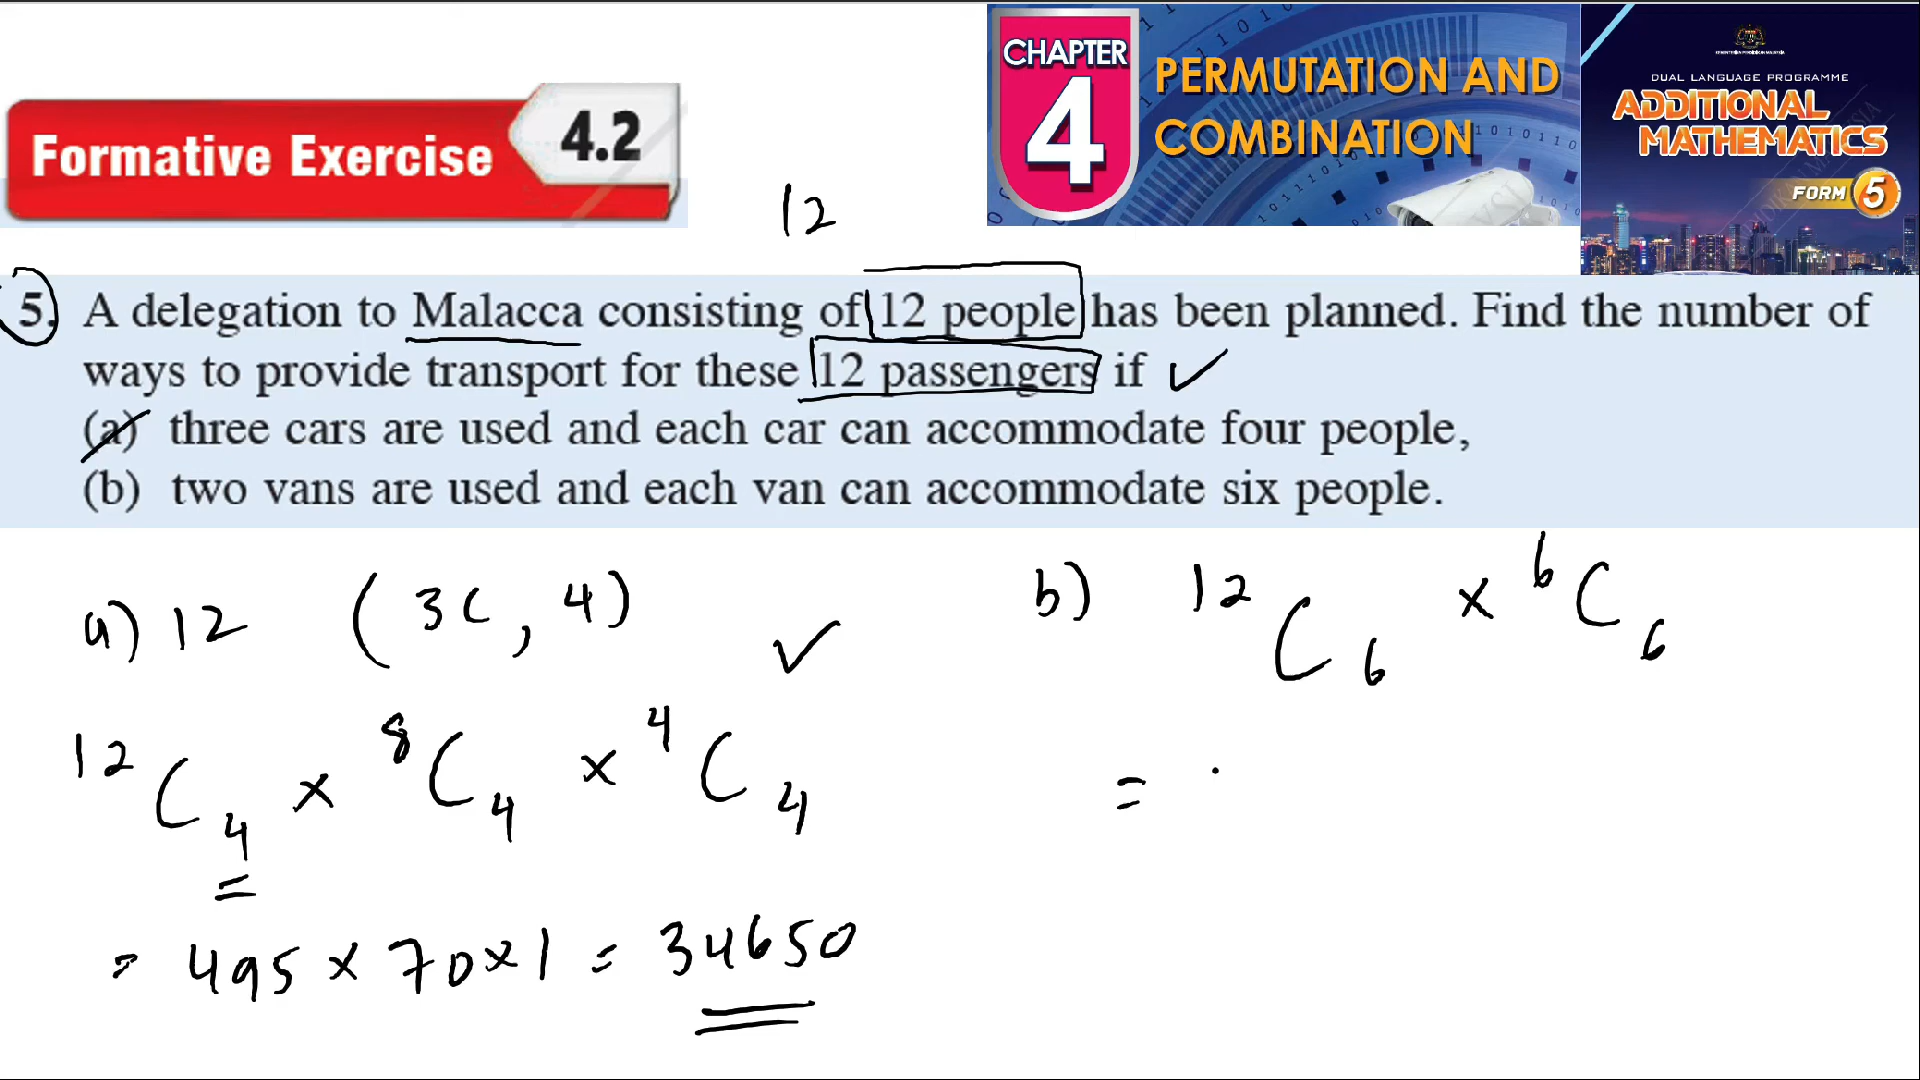 CHAPTER 4
PERMUTATION AND COMBINATION
DUAL LANGUAGE PROGRAMME
ADDITIONAL
MATHEMATICS
FORM 5
Formative Exercise 4.2
12
5. A delegation to Malacca consisting of 12 people has been planned. Find the number of
ways to provide transport for these 12 passengers if ✓
(a) three cars are used and each car can accommodate four people,
(b) two vans are used and each van can accommodate six people.
a) 12 (3C, 4) ✓
¹²C₄ × ⁸C₄ × ⁴C₄
=
= 495 × 70 × 1 = 34650
b) ¹²C₆ × ⁶C₆
=